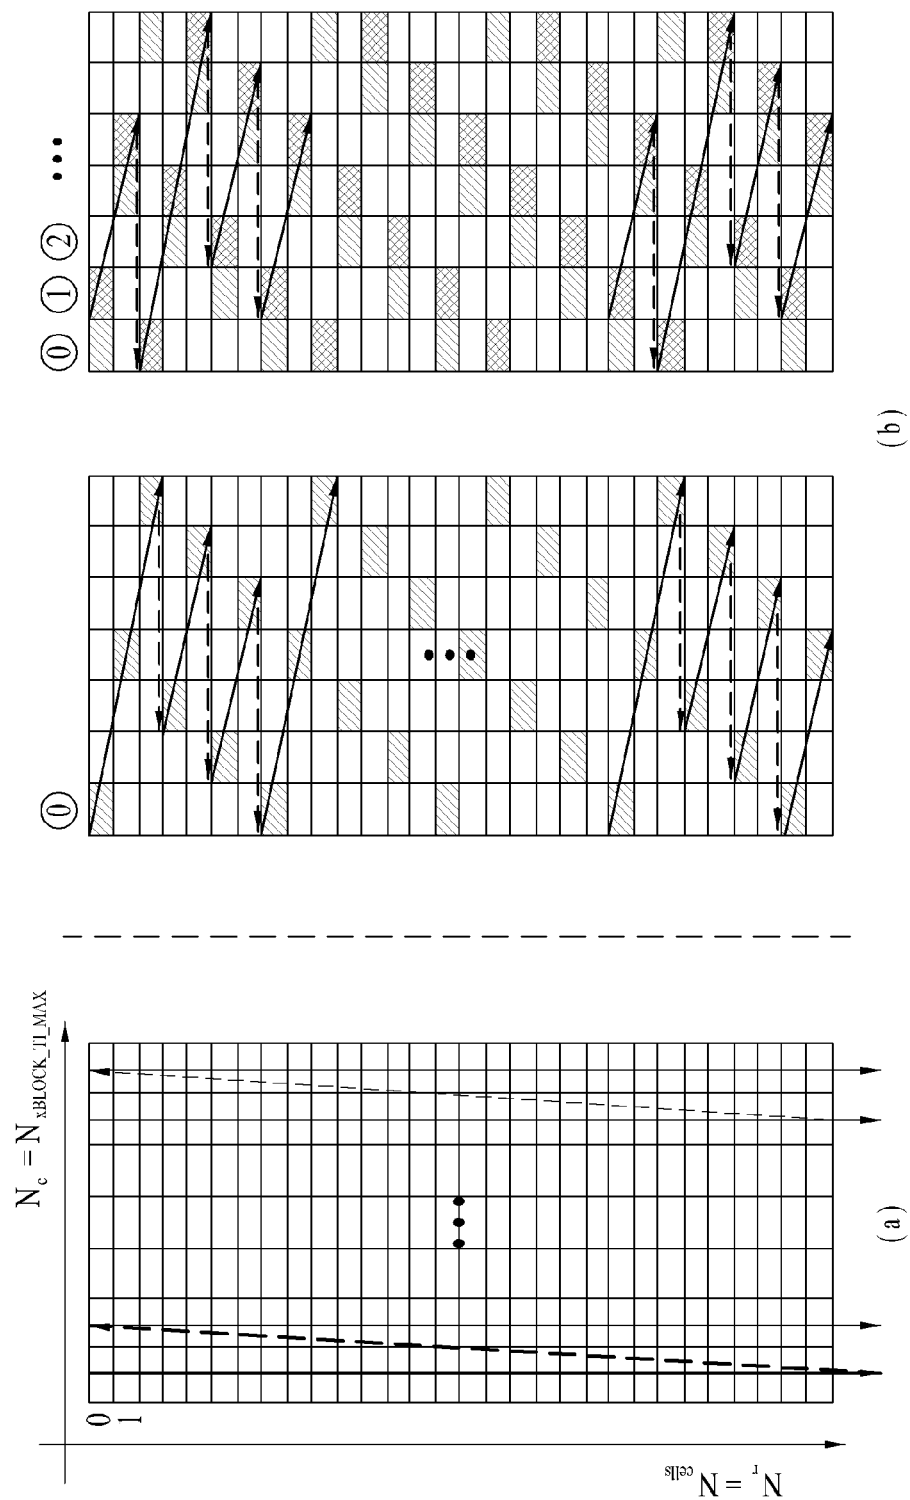 N_c = N_xBLOCK_TI_MAX
0
1
N_r = N_cells
(a)
⓪
⓪ ① ② •••
(b)